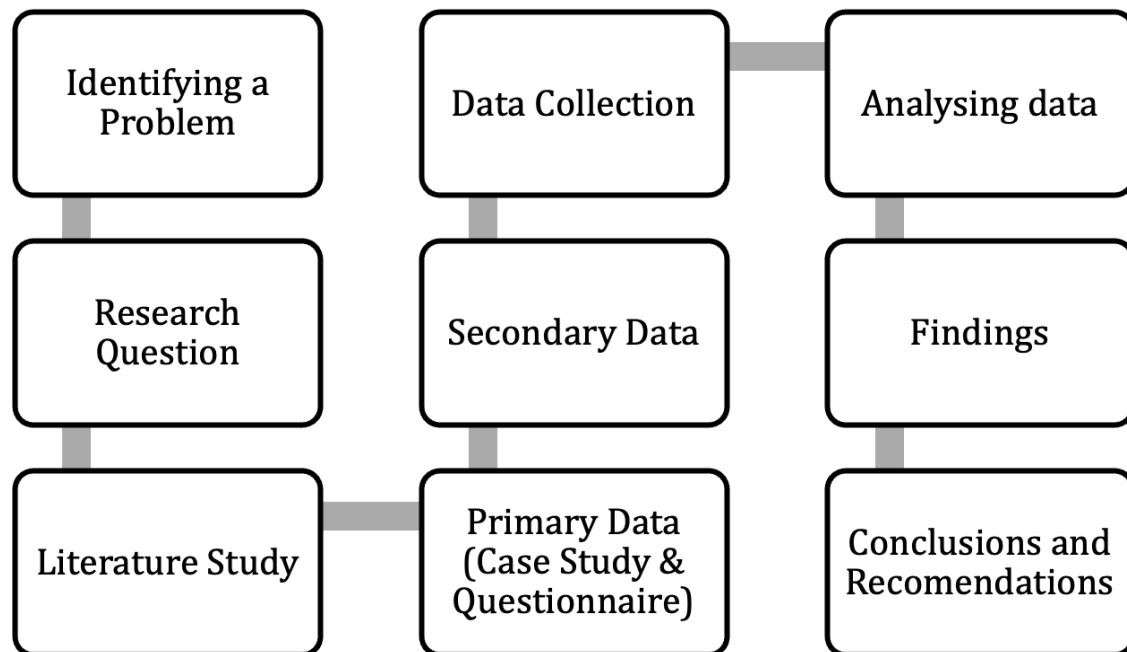 Identifying a
Problem
Research
Question
Literature Study
Primary Data
(Case Study &
Questionnaire)
Secondary Data
Data Collection
Analysing data
Findings
Conclusions and
Recomendations